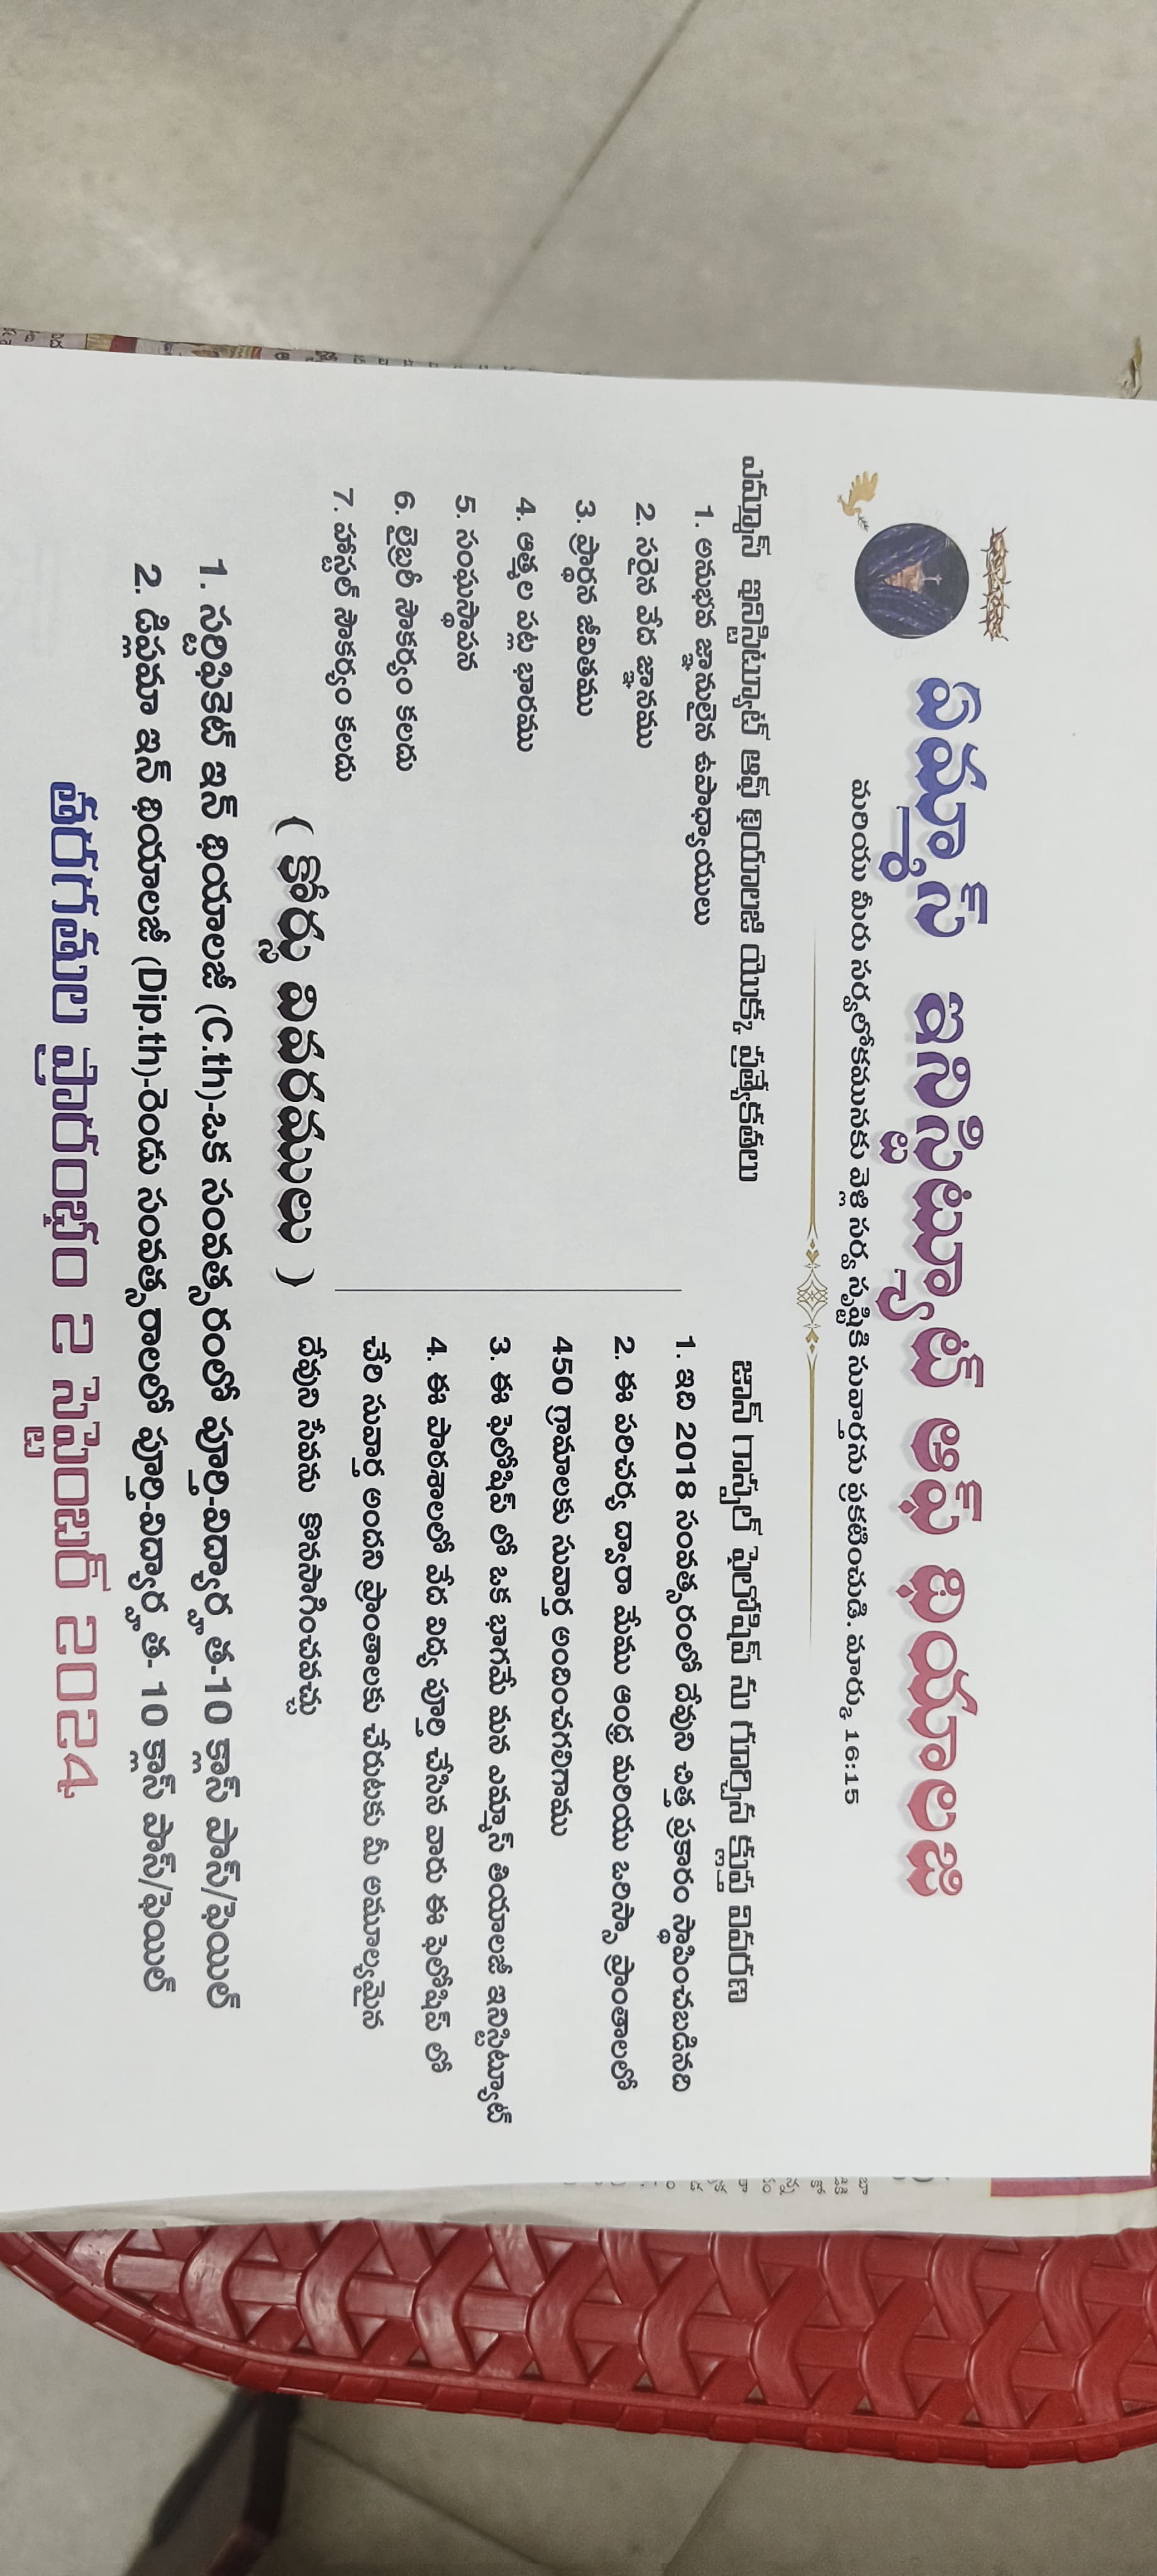 ఏమ్మాస్ ఇనిస్టిట్యూట్ ఆఫ్ థియాలజి
మరియు మీరు సర్వలోకమునకు వెళ్లి సర్వ సృష్టికి సువార్తను ప్రకటించుడి. మార్కు 16:15
ఎమ్మాస్ ఇనిస్టిట్యూట్ ఆఫ్ థియాలజి యొక్క ప్రత్యేకతలు
1. అనుభవ జ్ఞానులైన ఉపాధ్యాయులు
2. సరైన వేద జ్ఞానము
3. ప్రార్థన జీవితము
4. ఆత్మల పట్ల భారము
5. సంఘస్థాపన
6. లైబ్రరీ సౌకర్యం కలదు
7. హాస్టల్ సౌకర్యం కలదు
జాన్ గాస్పల్ ఫెలోషిప్ ను గూర్చిన క్లుప్త వివరణ
1. ఇది 2018 సంవత్సరంలో దేవుని చిత్త ప్రకారం స్థాపించబడినది
2. ఈ పరిచర్య ద్వారా మేము ఆంధ్ర మరియు ఒరిస్సా ప్రాంతాలలో
450 గ్రామాలకు సువార్త అందించగలిగాము
3. ఈ ఫెలోషిప్ లో ఒక భాగమే మన ఎమ్మాస్ తియాలజీ ఇనిస్టిట్యూట్
4. ఈ పాఠశాలలో వేద విద్య పూర్తి చేసిన వారు ఈ ఫెలోషిప్ లో
చేరి సువార్త అందని ప్రాంతాలకు చేరుటకు మీ అమూల్యమైన
దేవుని సేవను కొనసాగించవచ్చు
( కోర్సు వివరములు )
1. సర్టిఫికెట్ ఇన్ థియాలజీ (C.th)-ఒక సంవత్సరంలో పూర్తి-విద్యార్హత-10 క్లాస్ పాస్/ఫెయిల్
2. డిప్లమా ఇన్ థియాలజీ (Dip.th)-రెండు సంవత్సరాలలో పూర్తి-విద్యార్హత- 10 క్లాస్ పాస్/ఫెయిల్
తరగతుల ప్రారంభం 2 సెప్టెంబర్ 2024